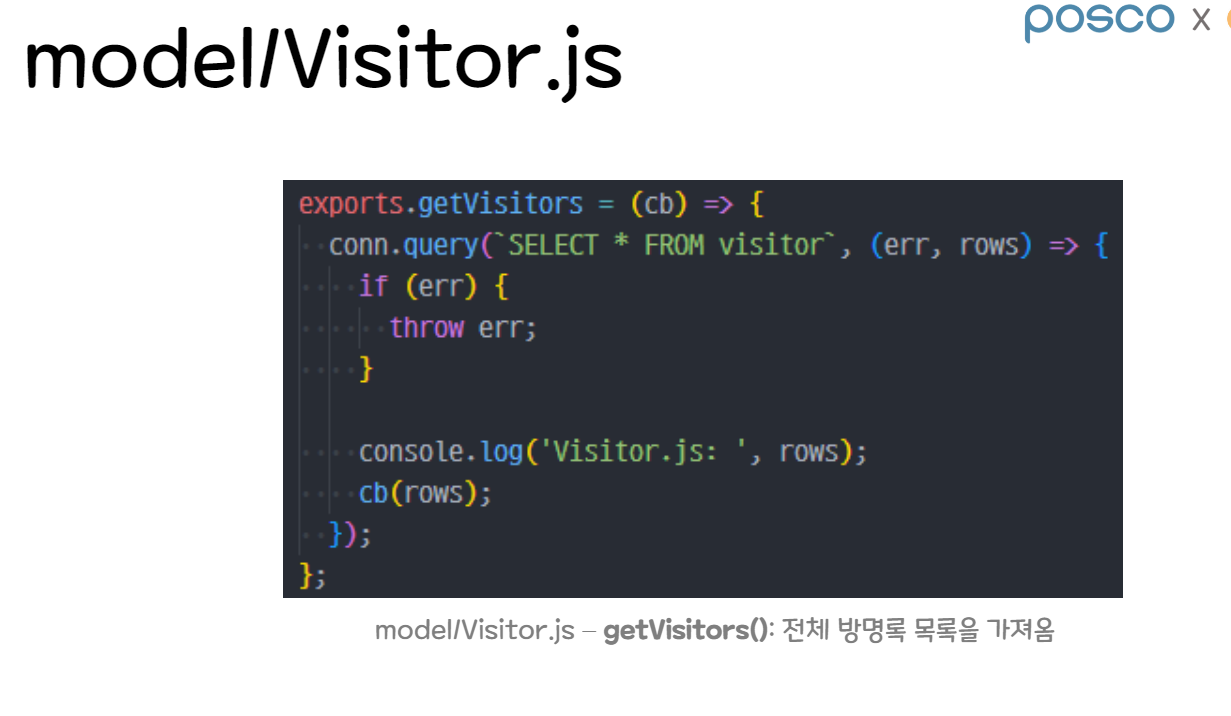 posco x
model/Visitor.js
exports.getVisitors = (cb) => {
  conn.query(`SELECT * FROM visitor`, (err, rows) => {
    if (err) {
      throw err;
    }
    console.log('Visitor.js: ', rows);
    cb(rows);
  });
};
model/Visitor.js – getVisitors(): 전체 방명록 목록을 가져옴